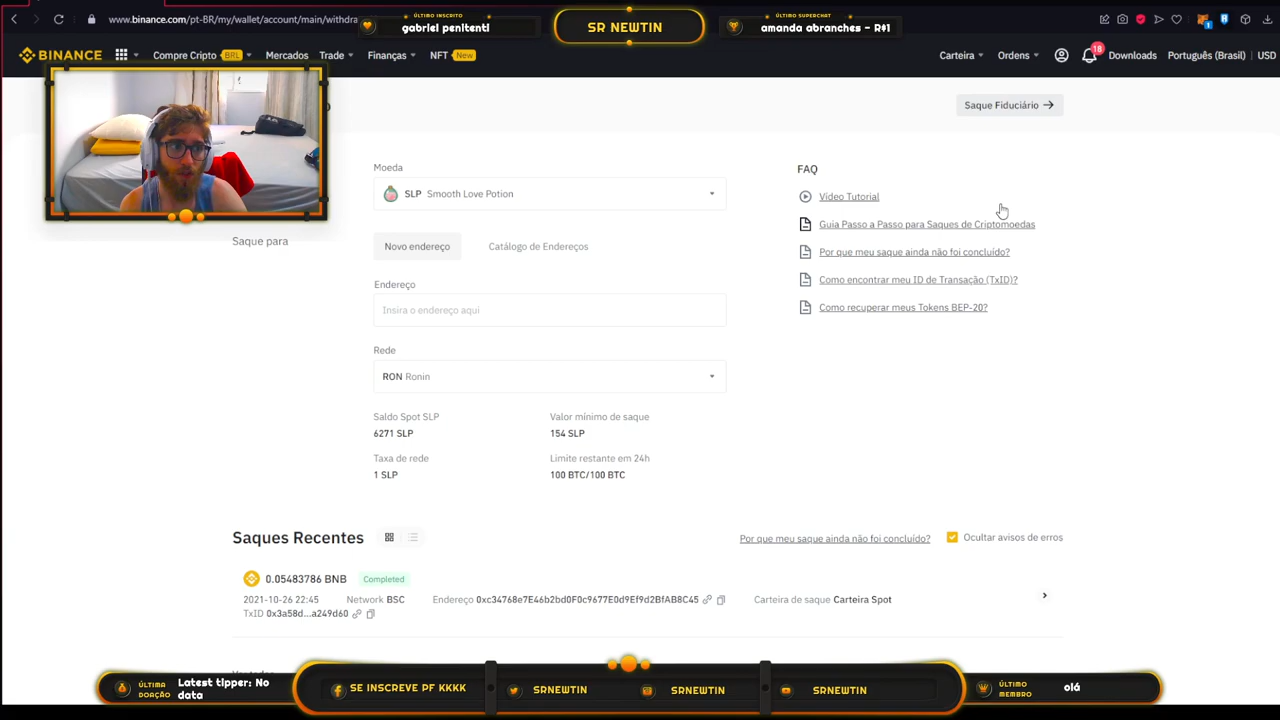 www.binance.com/pt-BR/my/wallet/account/main/withdra
ÚLTIMO INSCRITO
gabriel penitenti
SR NEWTIN
ÚLTIMO SUPERCHAT
amanda abranches - R$1
1
BINANCE
Compre Cripto BRL
Mercados
Trade
Finanças
NFT New
Carteira
Ordens
18
Downloads
Português (Brasil)
USD
Saque Fiduciário
Saque para
Moeda
SLP Smooth Love Potion
Novo endereço
Catálogo de Endereços
Endereço
Insira o endereço aqui
Rede
RON Ronin
Saldo Spot SLP
6271 SLP
Valor mínimo de saque
154 SLP
Taxa de rede
1 SLP
Limite restante em 24h
100 BTC/100 BTC
FAQ
Vídeo Tutorial
Guia Passo a Passo para Saques de Criptomoedas
Por que meu saque ainda não foi concluído?
Como encontrar meu ID de Transação (TxID)?
Como recuperar meus Tokens BEP-20?
Saques Recentes
Por que meu saque ainda não foi concluído?
Ocultar avisos de erros
0.05483786 BNB Completed
2021-10-26 22:45 Network BSC Endereço 0xc34768e7E46b2bd0F0c9677E0d9Ef9d2BfAB8C45 Carteira de saque Carteira Spot
TxID 0x3a58d...a249d60
ÚLTIMA DOAÇÃO
Latest tipper: No data
SE INSCREVE PF KKKK
SRNEWTIN
SRNEWTIN
SRNEWTIN
ÚLTIMO MEMBRO
olá